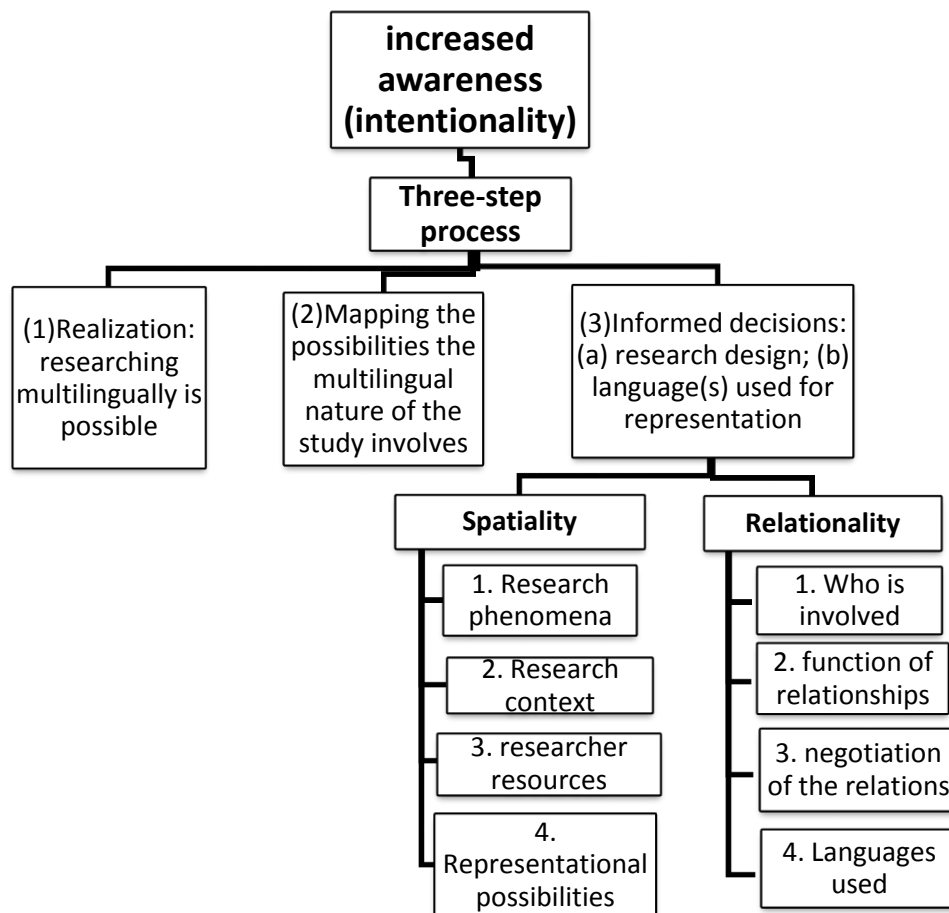 increased
awareness
(intentionality)
Three-step
process
(1)Realization:
researching
multilingually is
possible
(2)Mapping the
possibilities the
multilingual
nature of the
study involves
(3)Informed decisions:
(a) research design; (b)
language(s) used for
representation
Spatiality
1. Research
phenomena
2. Research
context
3. researcher
resources
4.
Representational
possibilities
Relationality
1. Who is
involved
2. function of
relationships
3. negotiation
of the relations
4. Languages
used